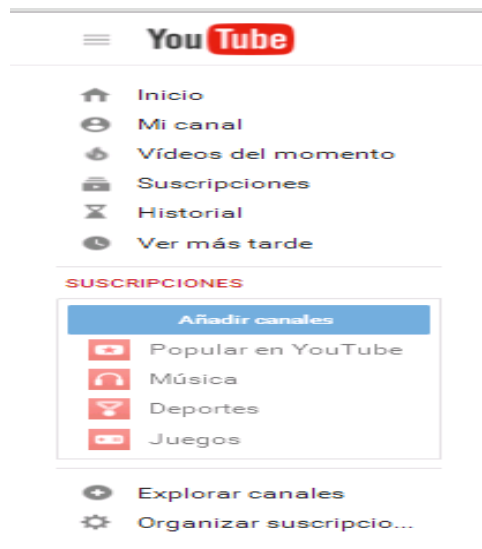 YouTube
Inicio
Mi canal
Vídeos del momento
Suscripciones
Historial
Ver más tarde
SUSCRIPCIONES
Añadir canales
Popular en YouTube
Música
Deportes
Juegos
Explorar canales
Organizar suscripcio...